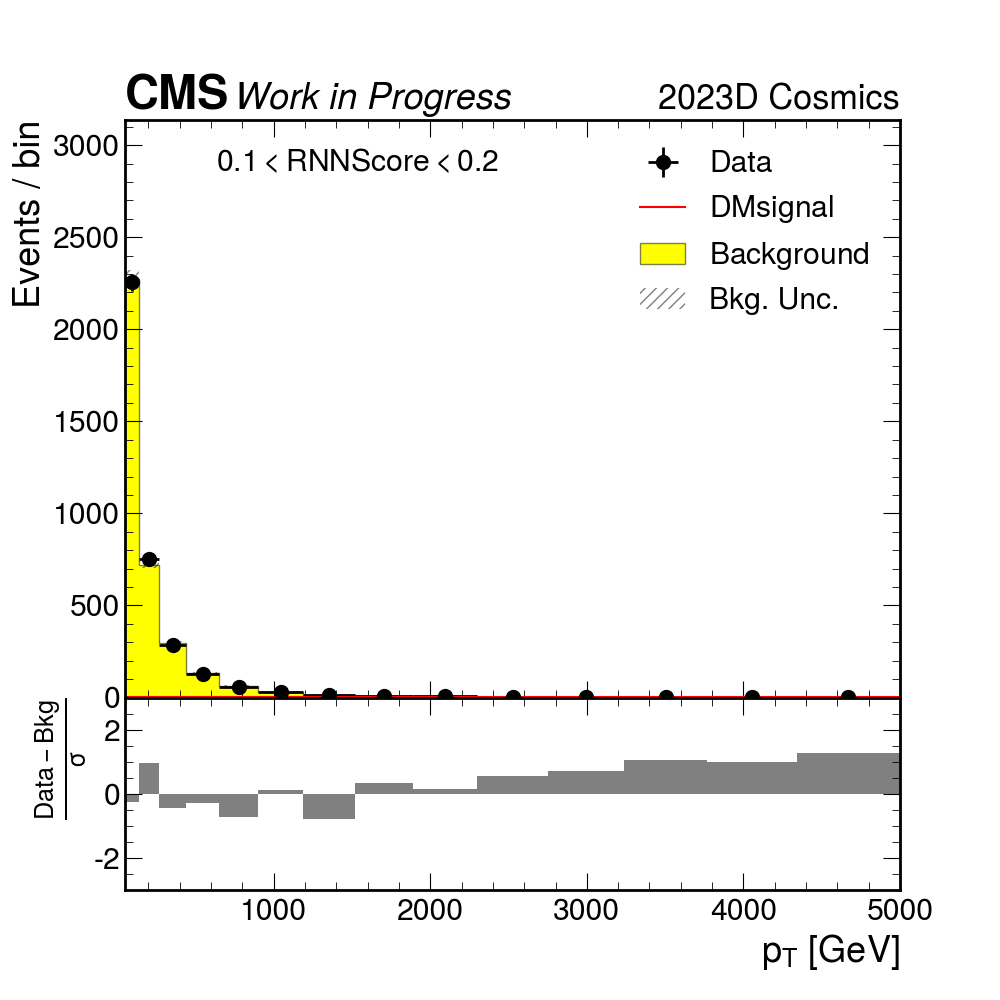 CMS Work in Progress 2023D Cosmics
Events / bin
3000
2500
2000
1500
1000
500
0
0.1 < RNNScore < 0.2
Data
DMsignal
Background
Bkg. Unc.
Data − Bkg
σ
2
0
-2
1000 2000 3000 4000 5000
pT [GeV]